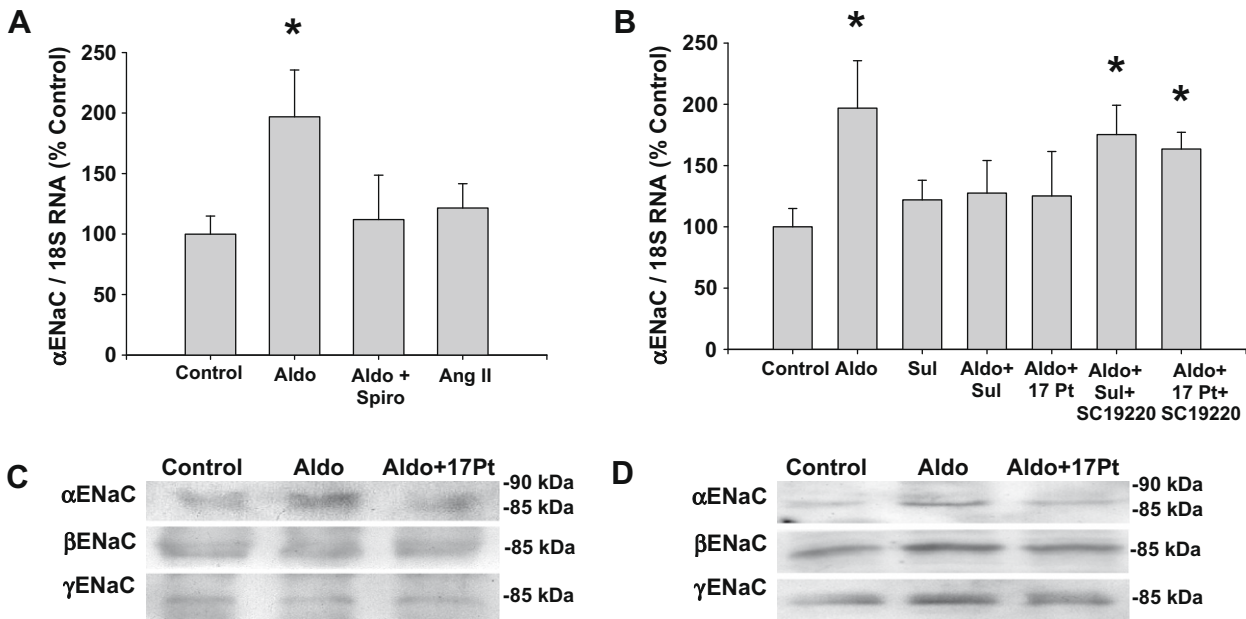 A
αENaC / 18S RNA (% Control)
250
200
150
100
50
0
*
Control
Aldo
Aldo +
Spiro
Ang II
B
αENaC / 18S RNA (% Control)
250
200
150
100
50
0
*
*
*
Control
Aldo
Sul
Aldo+
Sul
Aldo+
17 Pt
Aldo+
Sul+
SC19220
Aldo+
17 Pt+
SC19220
C
Control Aldo Aldo+17Pt
αENaC
-90 kDa
-85 kDa
βENaC
-85 kDa
γENaC
-85 kDa
D
Control Aldo Aldo+17Pt
αENaC
-90 kDa
-85 kDa
βENaC
-85 kDa
γENaC
-85 kDa